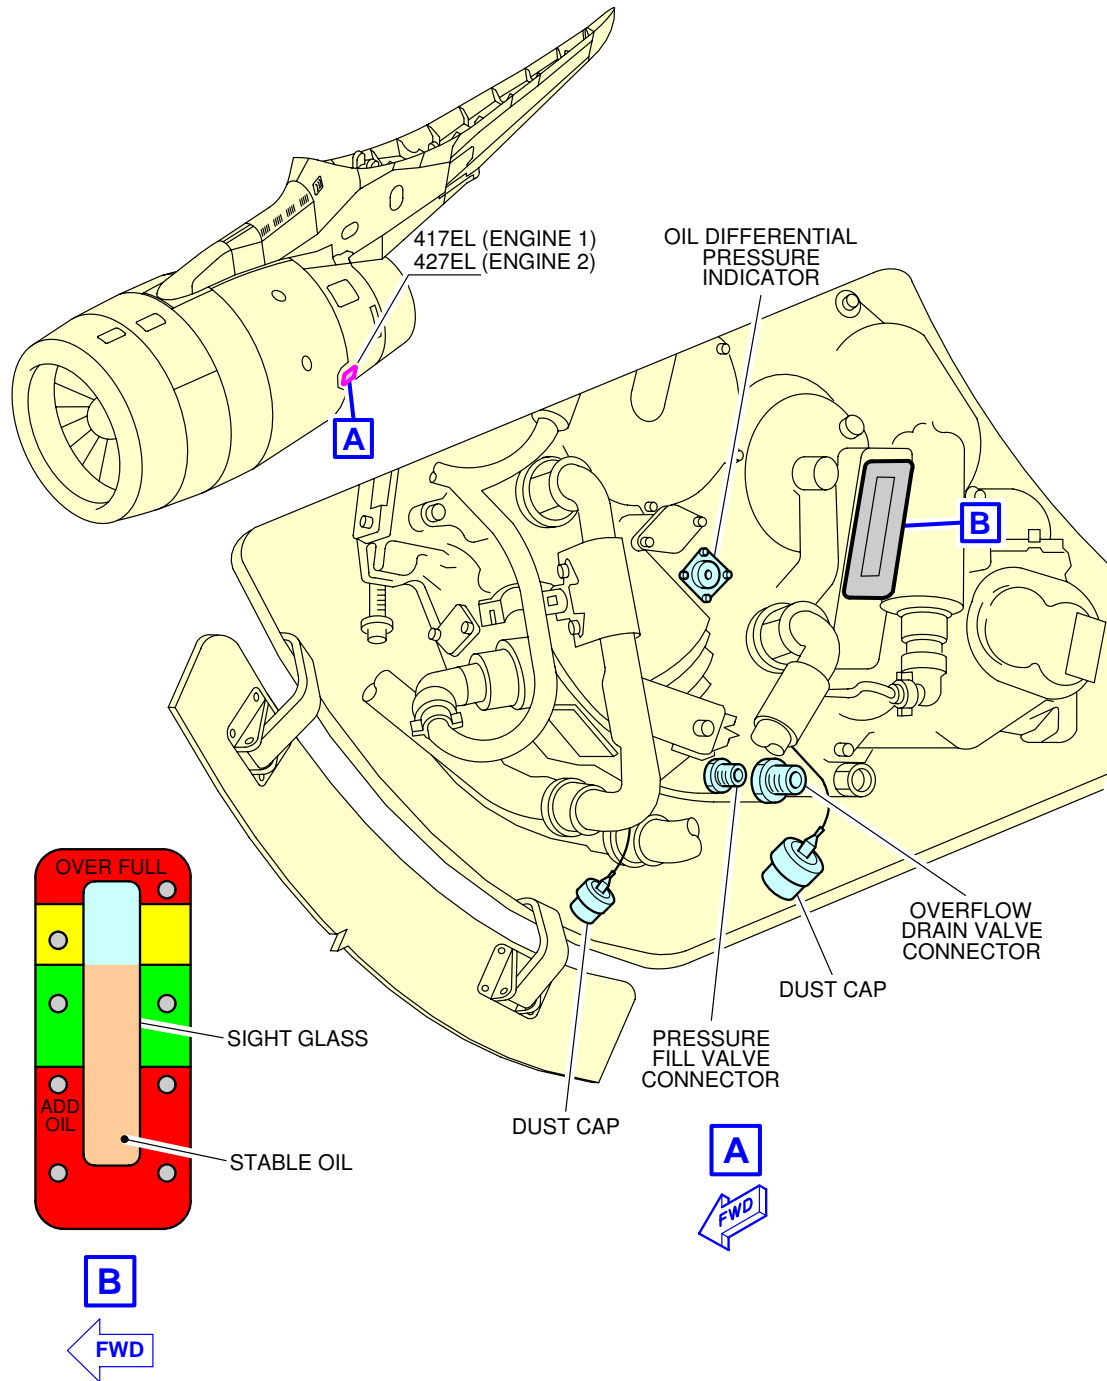 417EL (ENGINE 1)
427EL (ENGINE 2)
A
OIL DIFFERENTIAL
PRESSURE
INDICATOR
B
OVERFLOW
DRAIN VALVE
CONNECTOR
DUST CAP
PRESSURE
FILL VALVE
CONNECTOR
DUST CAP
A
FWD
OVER FULL
SIGHT GLASS
ADD
OIL
STABLE OIL
B
FWD